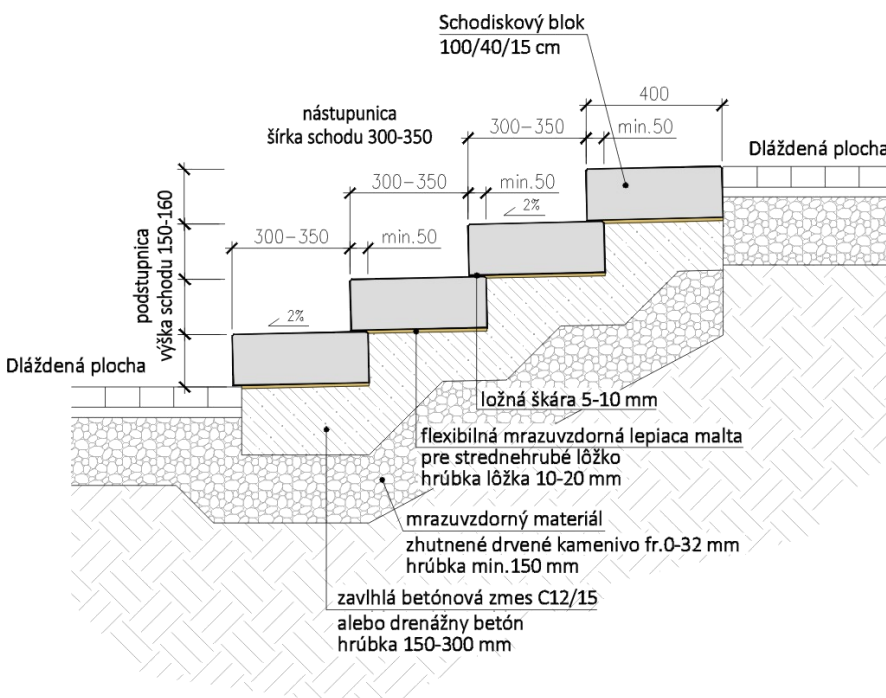 Schodiskový blok
100/40/15 cm
400
nástupunica
šírka schodu 300-350
300-350
min.50
Dláždená plocha
300-350
min.50
2%
300-350
min.50
podstupnica
výška schodu 150-160
2%
Dláždená plocha
ložná škára 5-10 mm
flexibilná mrazuvzdorná lepiaca malta
pre strednehrubé lôžko
hrúbka lôžka 10-20 mm
mrazuvzdorný materiál
zhutnené drvené kamenivo fr.0-32 mm
hrúbka min.150 mm
zavlhlá betónová zmes C12/15
alebo drenážny betón
hrúbka 150-300 mm